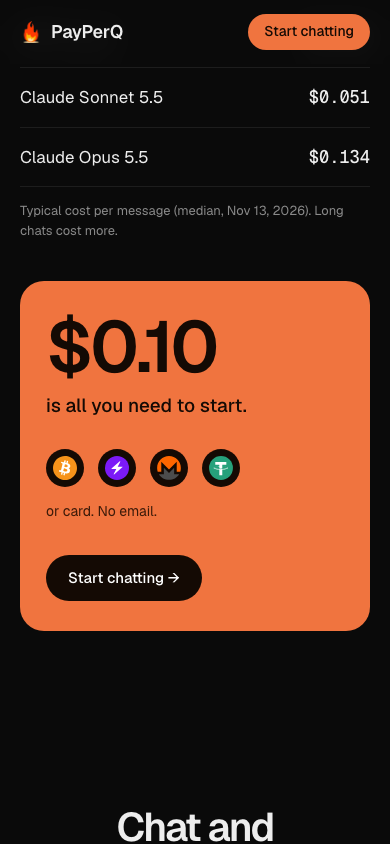 PayPerQ
Start chatting
Claude Sonnet 5.5 $0.051
Claude Opus 5.5 $0.134
Typical cost per message (median, Nov 13, 2026). Long
chats cost more.
$0.10
is all you need to start.
or card. No email.
Start chatting →
Chat and